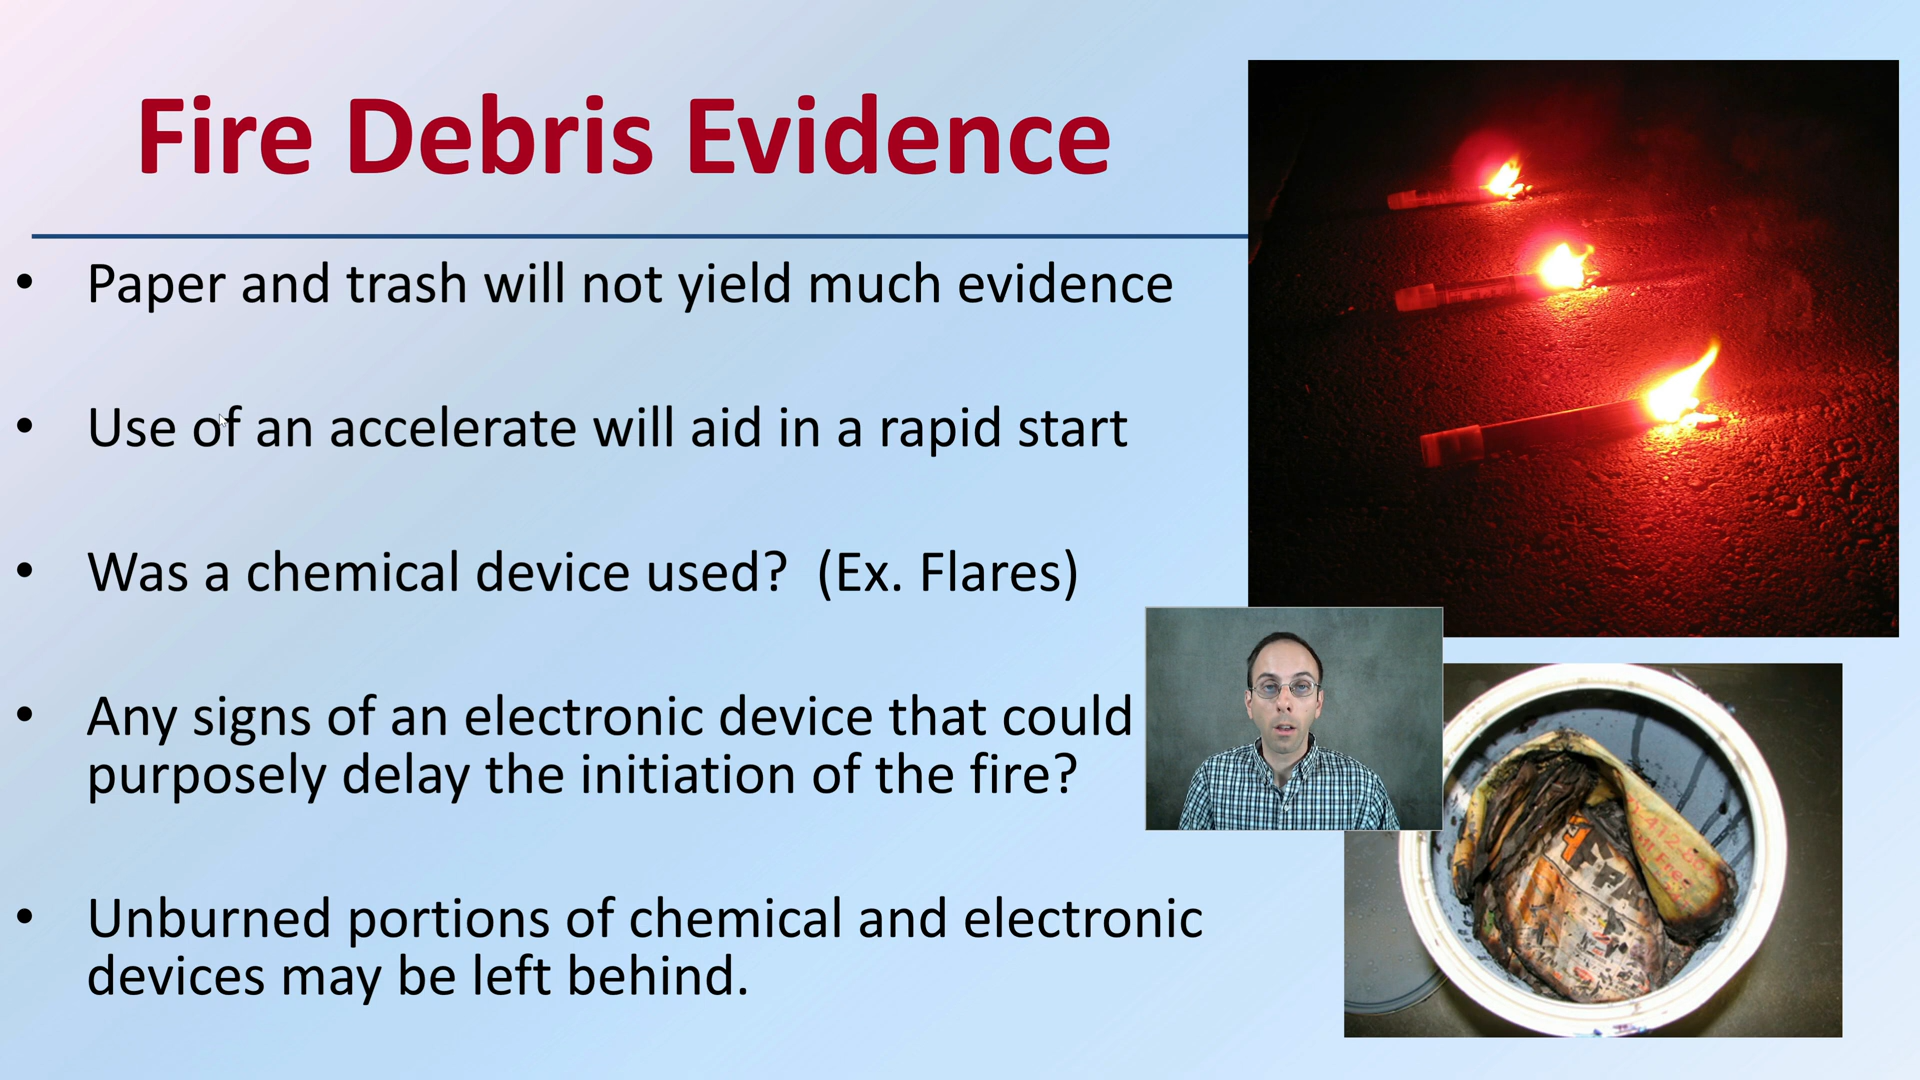 Fire Debris Evidence
• Paper and trash will not yield much evidence
• Use of an accelerate will aid in a rapid start
• Was a chemical device used? (Ex. Flares)
• Any signs of an electronic device that could
purposely delay the initiation of the fire?
• Unburned portions of chemical and electronic
devices may be left behind.